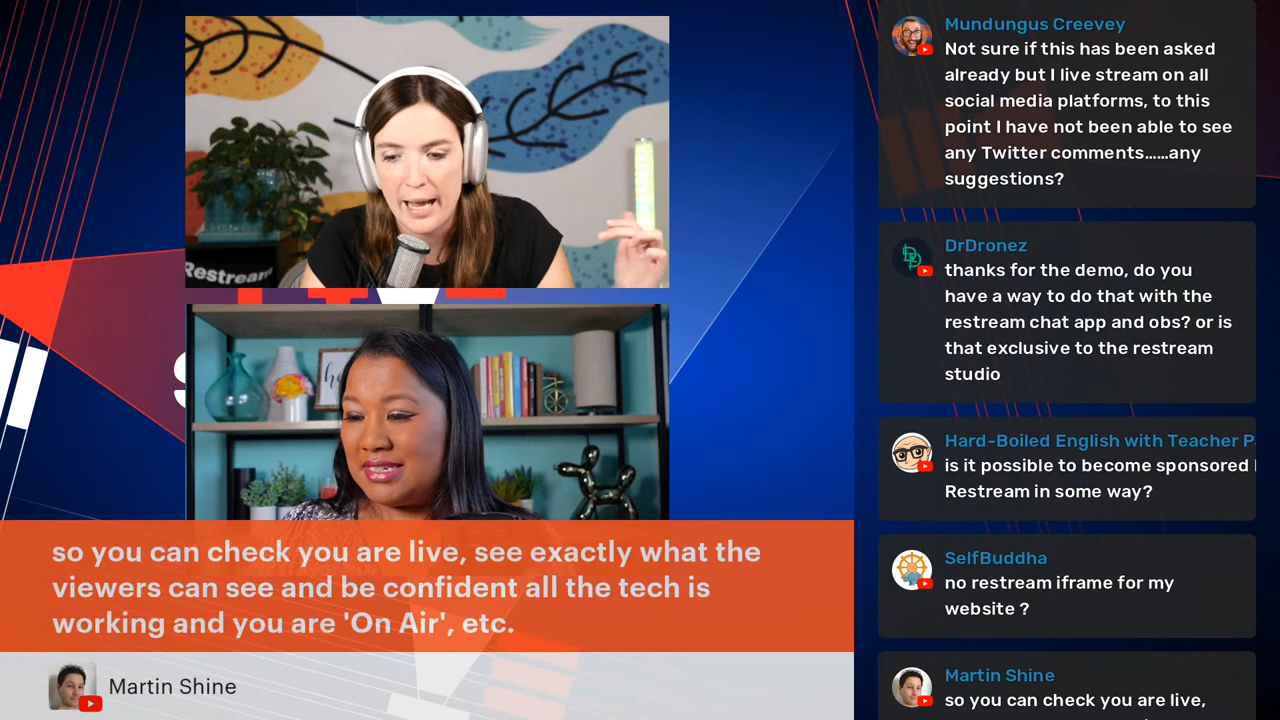 Restream
so you can check you are live, see exactly what the
viewers can see and be confident all the tech is
working and you are 'On Air', etc.
Martin Shine
Mundungus Creevey
Not sure if this has been asked
already but I live stream on all
social media platforms, to this
point I have not been able to see
any Twitter comments......any
suggestions?
DrDronez
thanks for the demo, do you
have a way to do that with the
restream chat app and obs? or is
that exclusive to the restream
studio
Hard-Boiled English with Teacher P
is it possible to become sponsored
Restream in some way?
SelfBuddha
no restream iframe for my
website ?
Martin Shine
so you can check you are live,